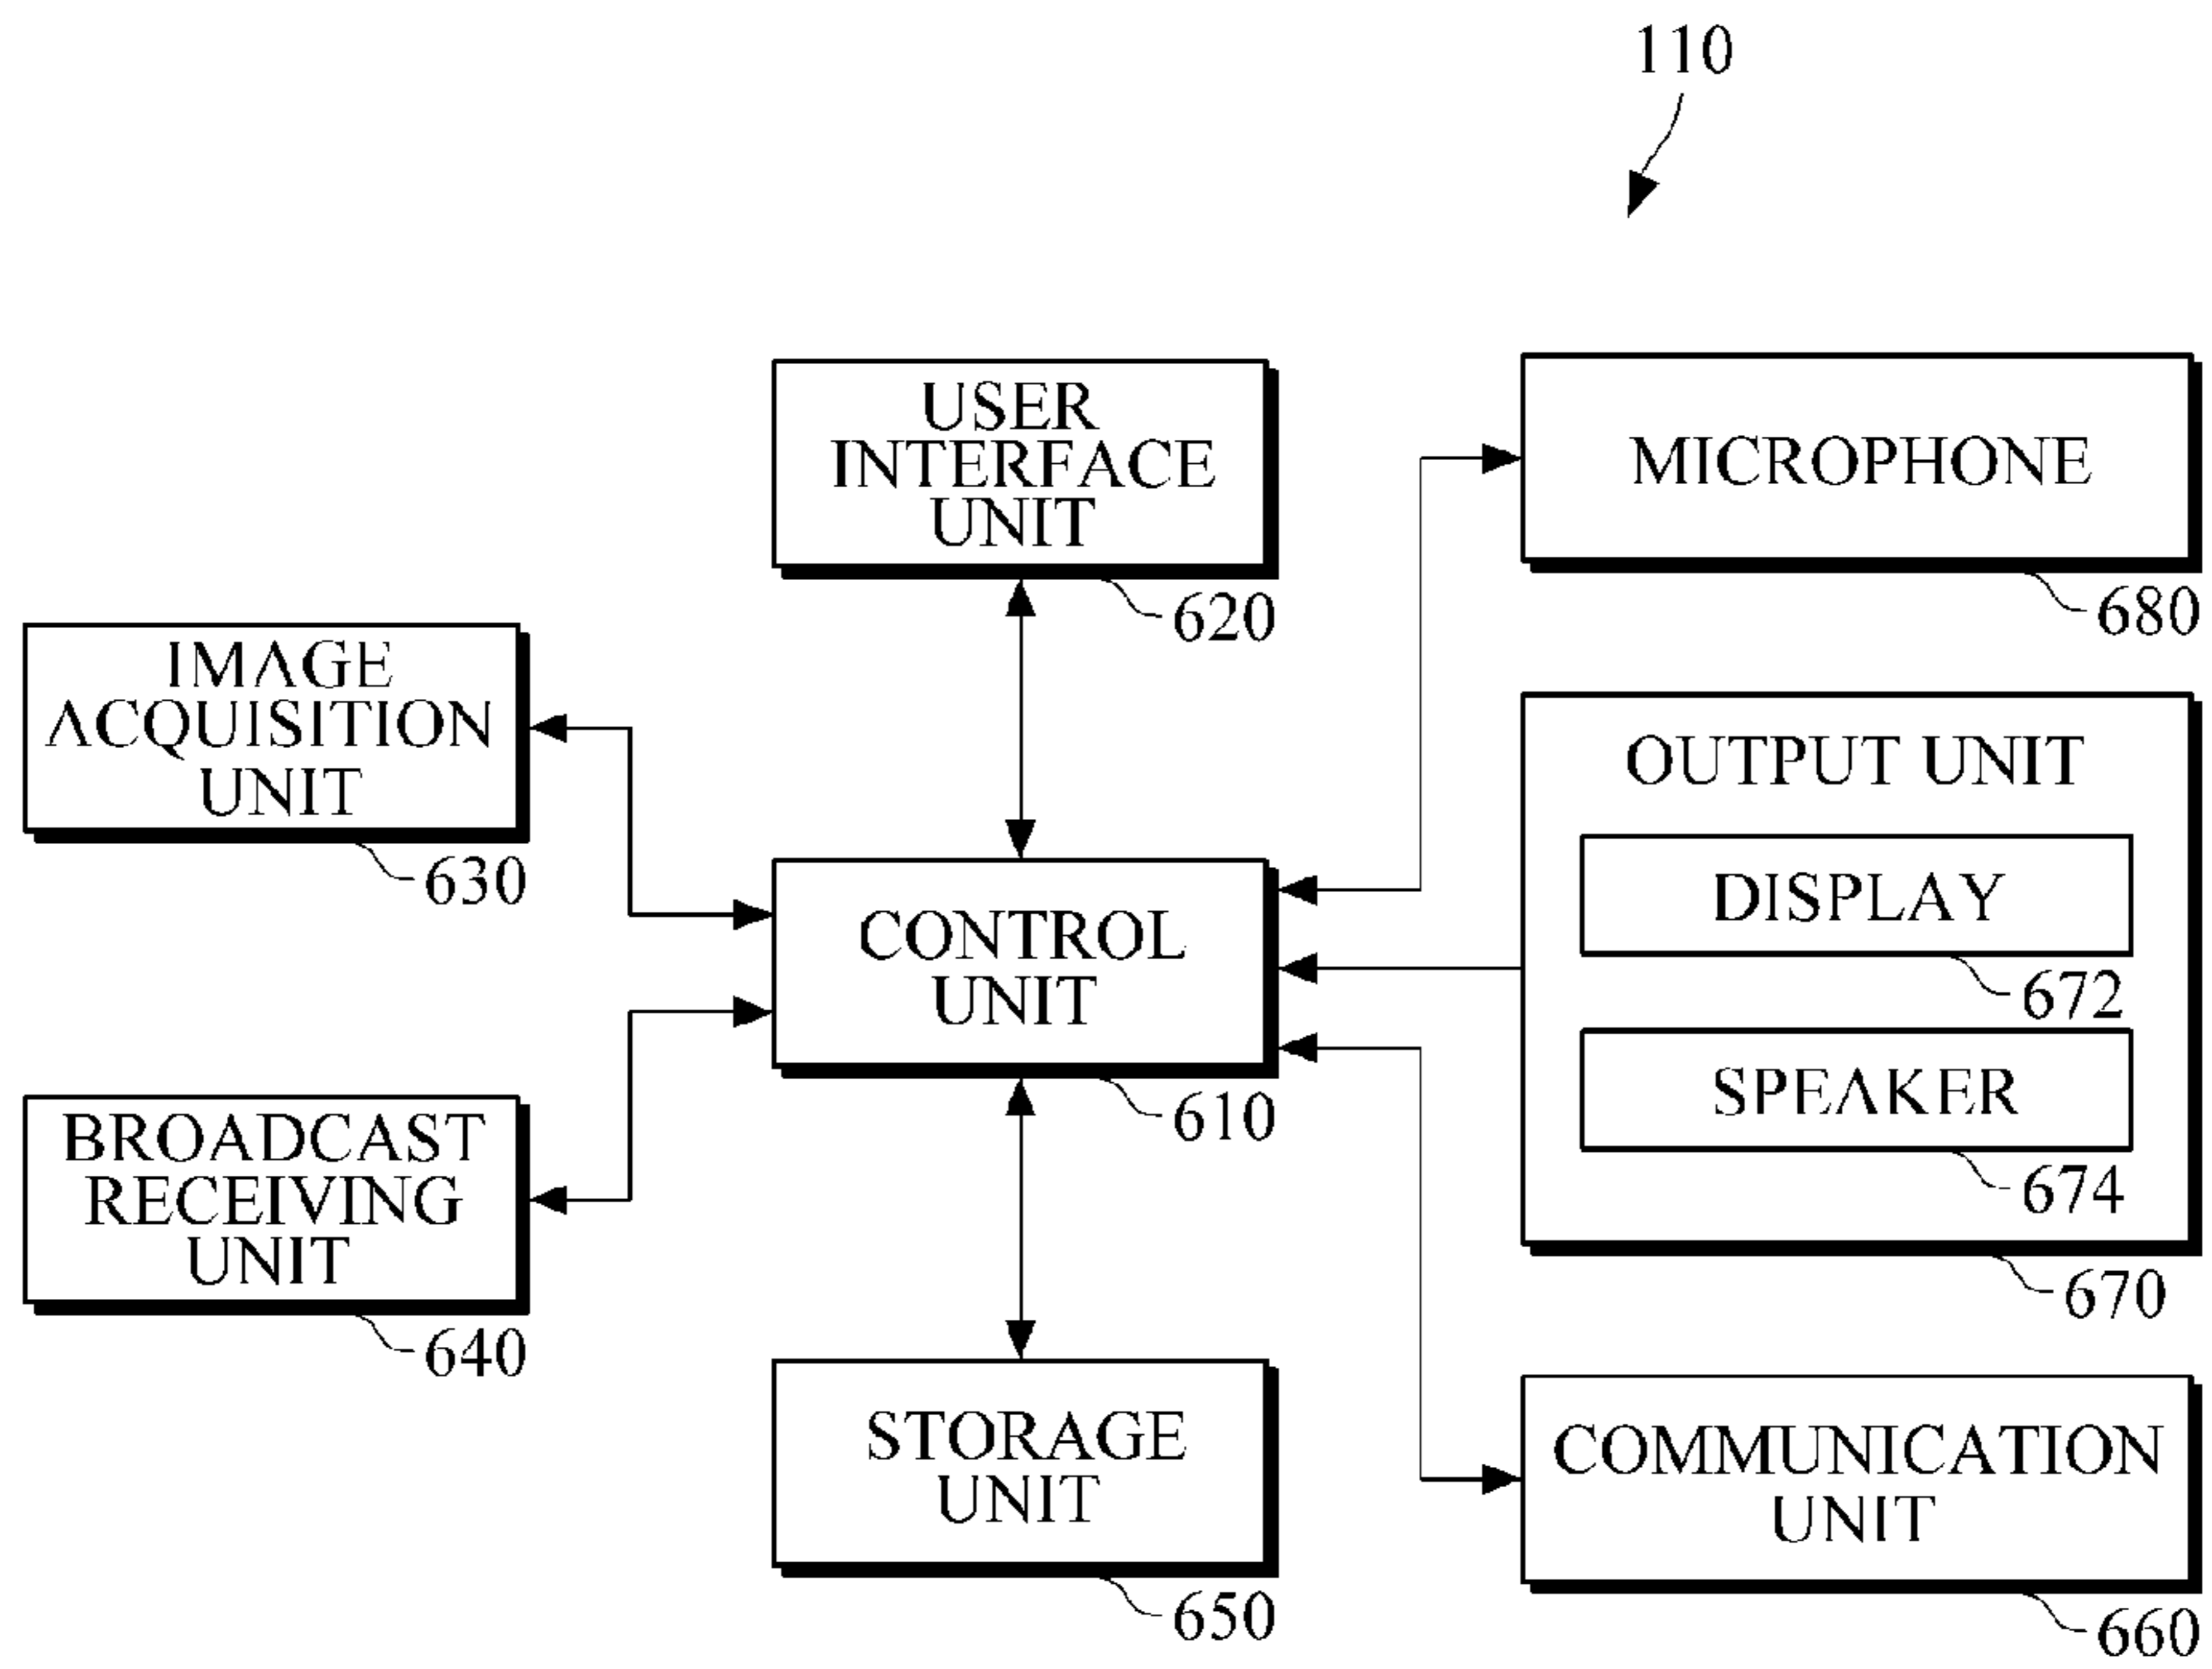 110
USER
INTERFACE
UNIT
620
MICROPHONE
680
IMAGE
ACQUISITION
UNIT
630
OUTPUT UNIT
DISPLAY
672
SPEAKER
674
670
CONTROL
UNIT
610
BROADCAST
RECEIVING
UNIT
640
STORAGE
UNIT
650
COMMUNICATION
UNIT
660